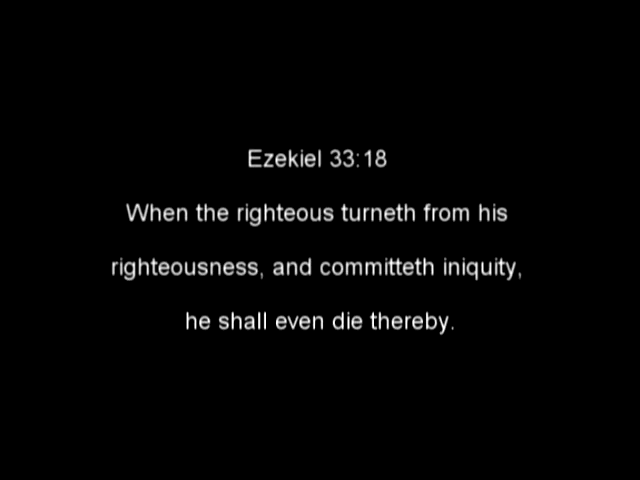 Ezekiel 33:18
When the righteous turneth from his
righteousness, and committeth iniquity,
he shall even die thereby.